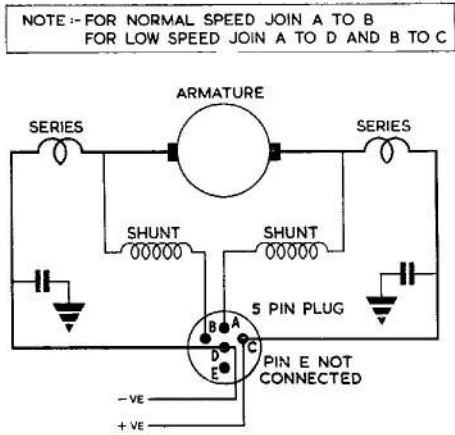 NOTE :- FOR NORMAL SPEED JOIN A TO B
FOR LOW SPEED JOIN A TO D AND B TO C
ARMATURE
SERIES
SERIES
SHUNT
SHUNT
5 PIN PLUG
B
A
C
D
E
PIN E NOT
CONNECTED
-VE
+VE